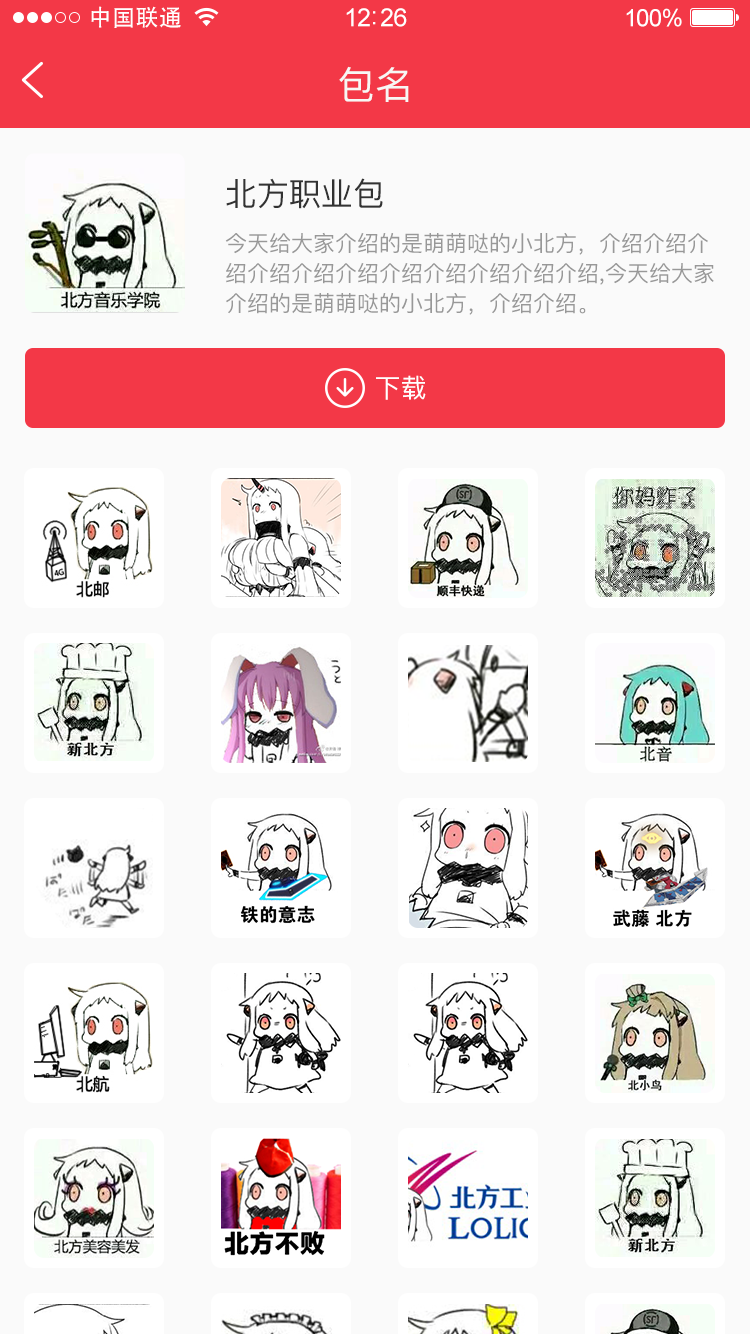 中国联通
12:26
100%
包名
北方职业包
今天给大家介绍的是萌萌哒的小北方，介绍介绍介
绍介绍介绍介绍介绍介绍介绍介绍介绍,今天给大家
介绍的是萌萌哒的小北方，介绍介绍。
北方音乐学院
下载
4G
北邮
SF
顺丰快递
你妈炸了
新北方
北音
铁的意志
武藤 北方
北航
北小鸟
北方美容美发
北方不败
北方工
LOLIC
新北方
SF